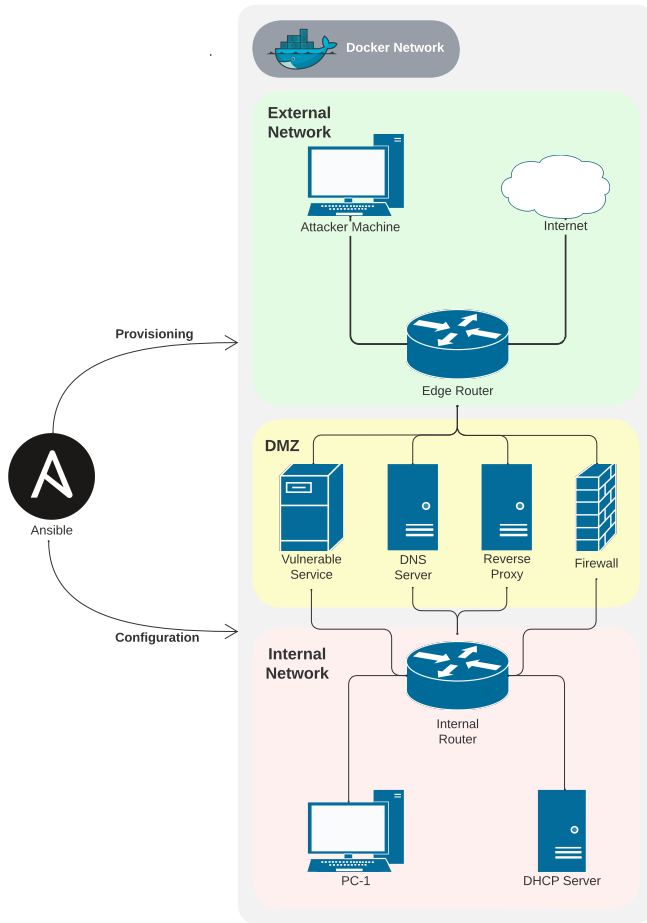 Docker Network
External
Network
Attacker Machine
Internet
Provisioning
Edge Router
DMZ
Ansible
Vulnerable
Service
DNS
Server
Reverse
Proxy
Firewall
Configuration
Internal
Network
Internal
Router
PC-1
DHCP Server